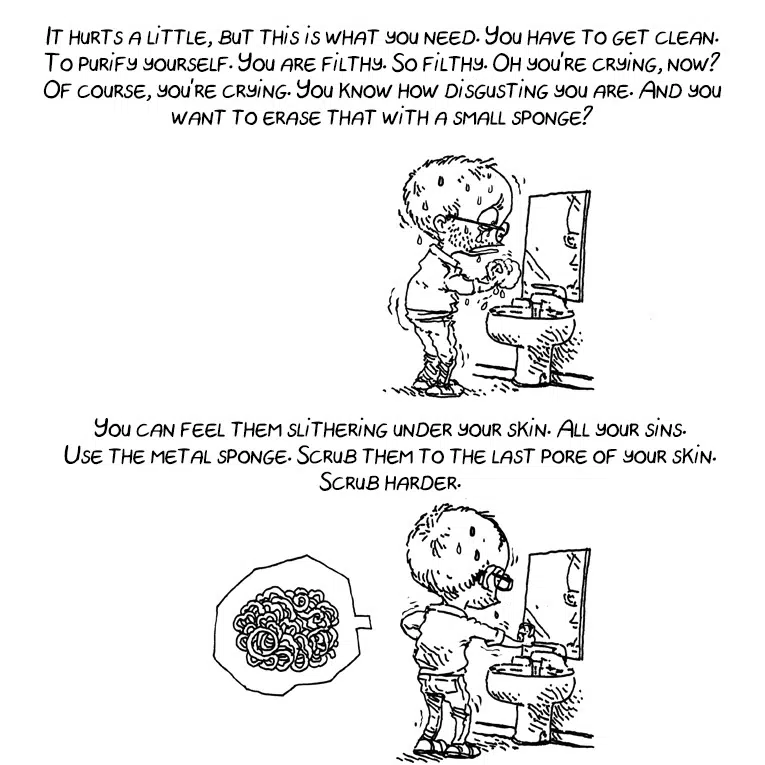 IT HURTS A LITTLE, BUT THIS IS WHAT YOU NEED. YOU HAVE TO GET CLEAN.
TO PURIFY YOURSELF. YOU ARE FILTHY. SO FILTHY. OH YOU'RE CRYING, NOW?
OF COURSE, YOU'RE CRYING. YOU KNOW HOW DISGUSTING YOU ARE. AND YOU
WANT TO ERASE THAT WITH A SMALL SPONGE?
YOU CAN FEEL THEM SLITHERING UNDER YOUR SKIN. ALL YOUR SINS.
USE THE METAL SPONGE. SCRUB THEM TO THE LAST PORE OF YOUR SKIN.
SCRUB HARDER.